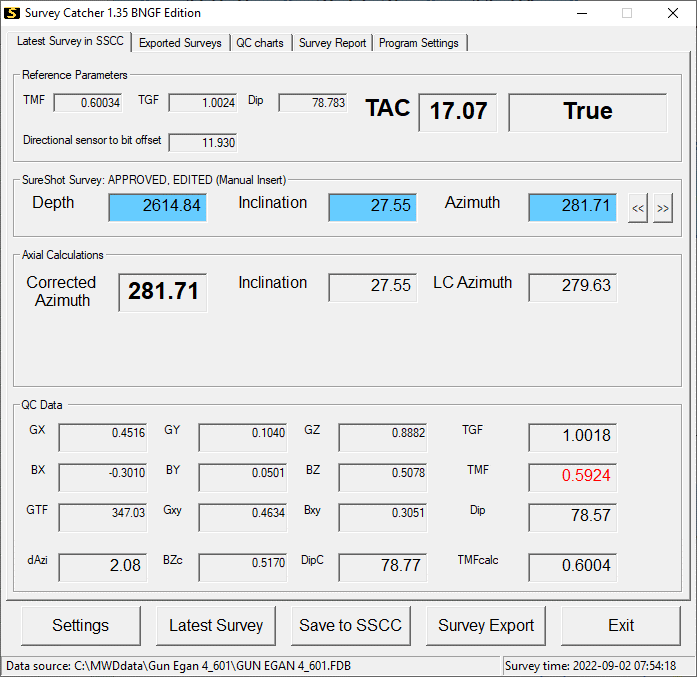 Survey Catcher 1.35 BNGF Edition
Latest Survey in SSCC Exported Surveys QC charts Survey Report Program Settings
Reference Parameters
TMF 0.60034 TGF 1.0024 Dip 78.783 TAC 17.07 True
Directional sensor to bit offset 11.930
SureShot Survey: APPROVED, EDITED (Manual Insert)
Depth 2614.84 Inclination 27.55 Azimuth 281.71 << >>
Axial Calculations
Corrected Azimuth 281.71 Inclination 27.55 LC Azimuth 279.63
QC Data
GX 0.4516 GY 0.1040 GZ 0.8882 TGF 1.0018
BX -0.3010 BY 0.0501 BZ 0.5078 TMF 0.5924
GTF 347.03 Gxy 0.4634 Bxy 0.3051 Dip 78.57
dAzi 2.08 BZc 0.5170 DipC 78.77 TMFcalc 0.6004
Settings Latest Survey Save to SSCC Survey Export Exit
Data source: C:\MWDdata\Gun Egan 4_601\GUN EGAN 4_601.FDB Survey time: 2022-09-02 07:54:18